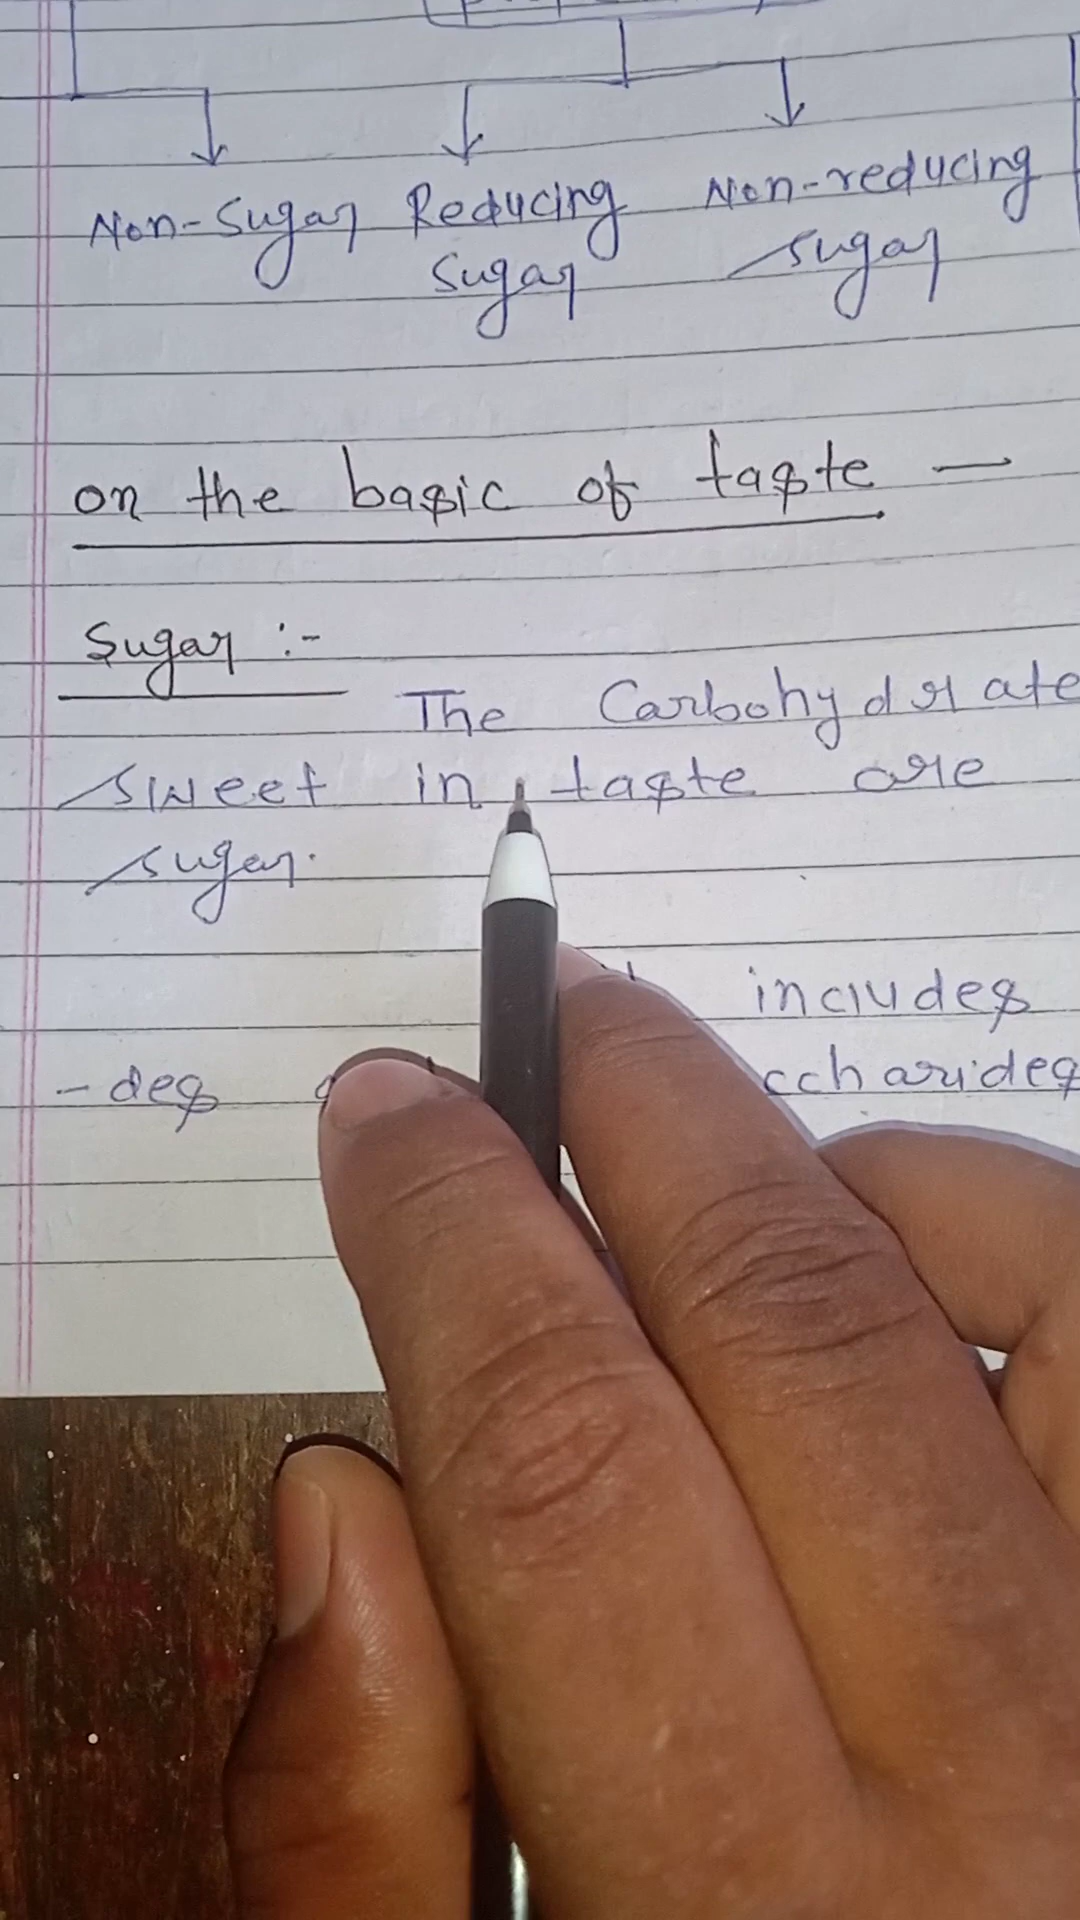 Non-Sugar Reducing Non-reducing
Sugar sugar
on the basic of taste —
Sugar :-
The Carbohydrate
sweet in taste are
sugar.
includes
-des ccharides